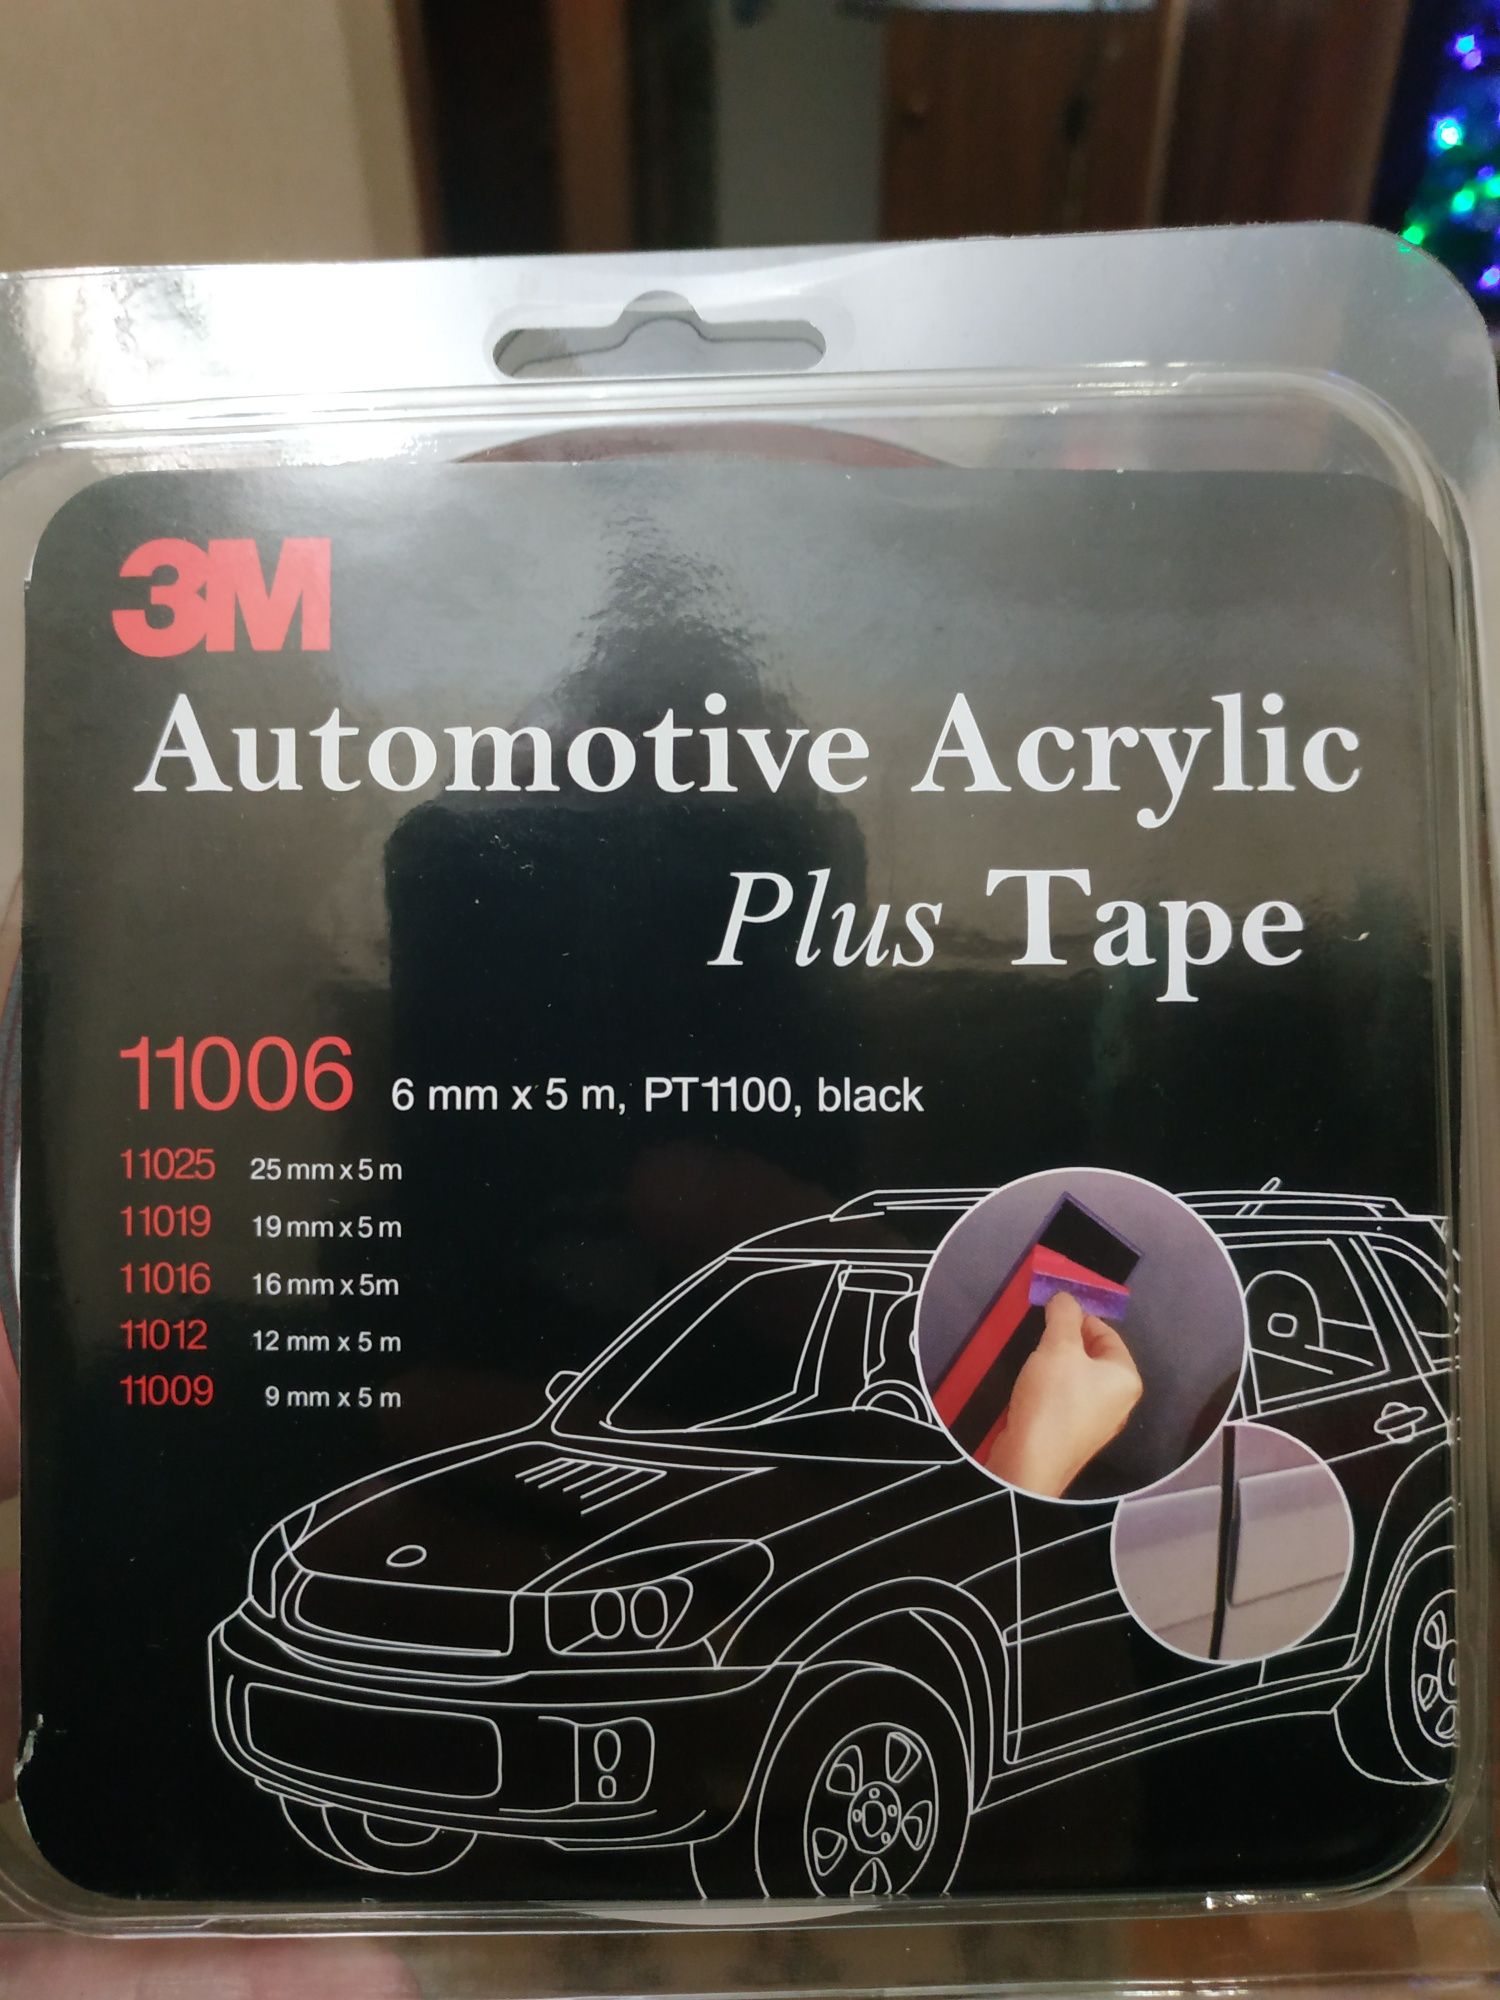 3M
Automotive Acrylic
Plus Tape
11006 6 mm x 5 m, PT1100, black
11025 25 mm x 5 m
11019 19 mm x 5 m
11016 16 mm x 5m
11012 12 mm x 5 m
11009 9 mm x 5 m